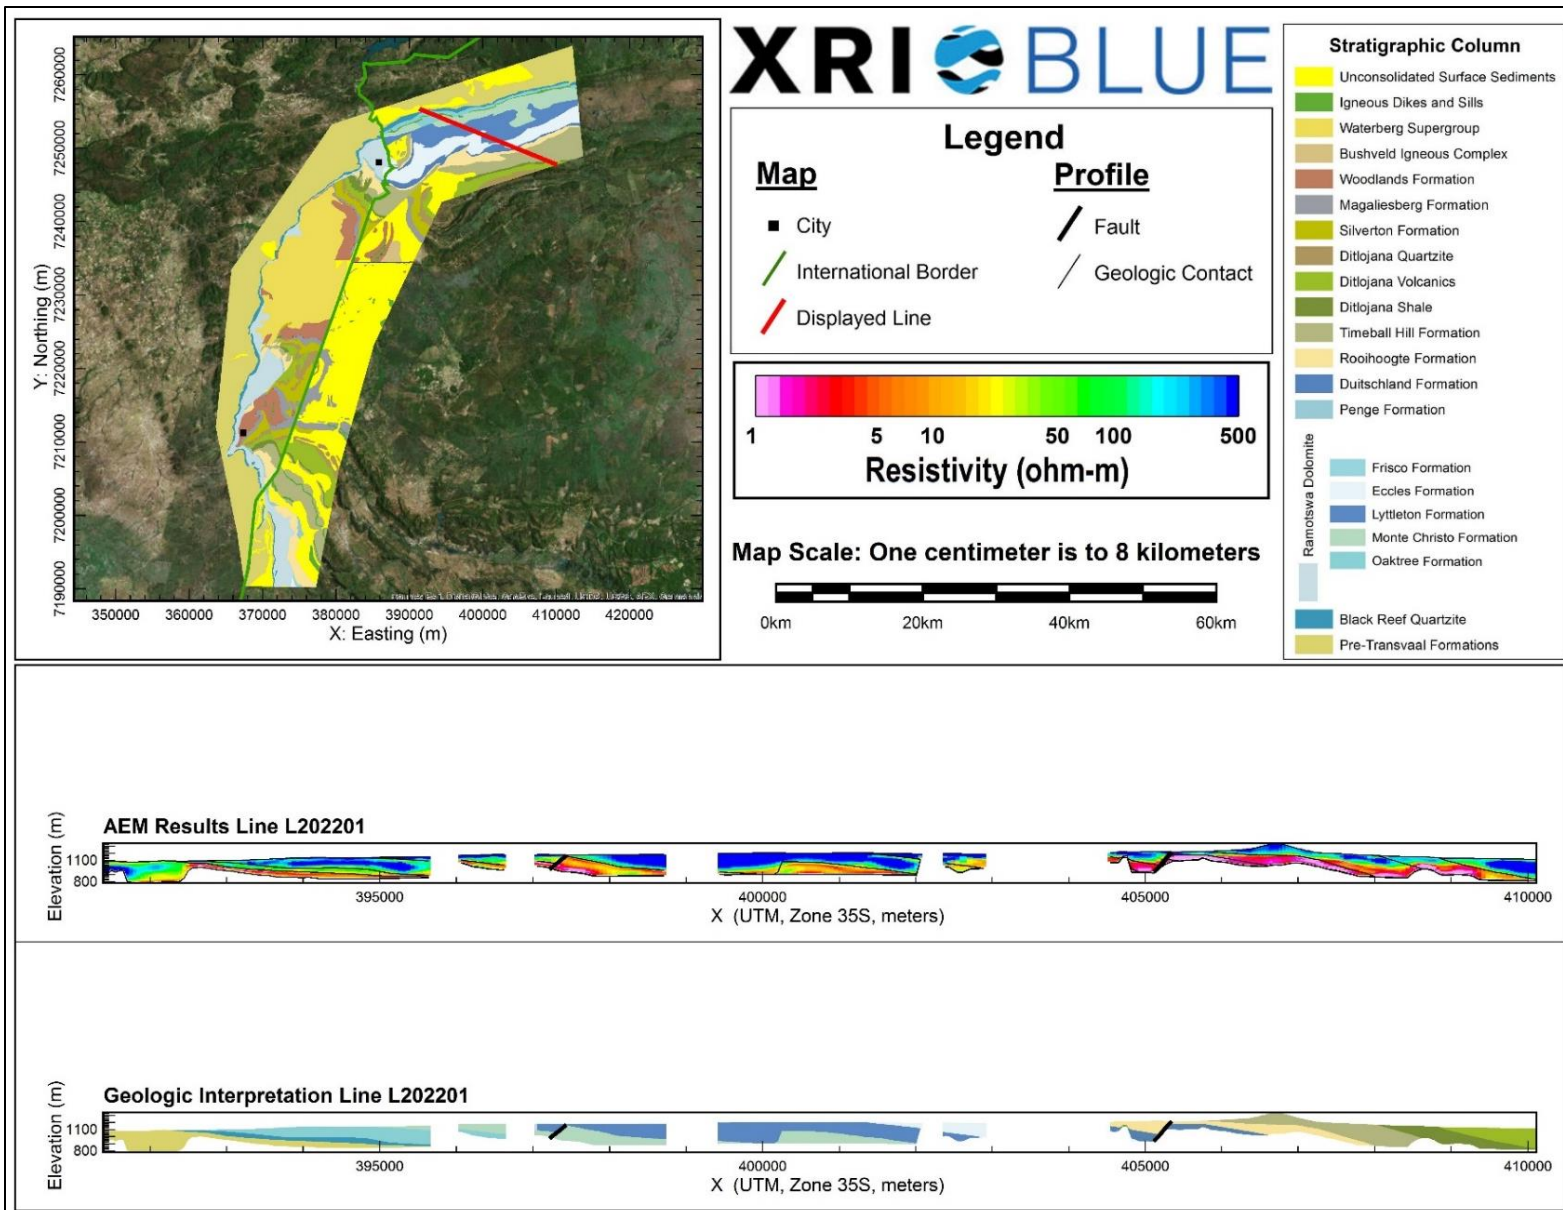 7260000
7250000
7240000
7230000
7220000
7210000
7200000
7190000
Y: Northing (m)
350000 360000 370000 380000 390000 400000 410000 420000
X: Easting (m)
XRI BLUE
Legend
Map
City
International Border
Displayed Line
Profile
Fault
Geologic Contact
1 5 10 50 100 500
Resistivity (ohm-m)
Map Scale: One centimeter is to 8 kilometers
0km 20km 40km 60km
Stratigraphic Column
Unconsolidated Surface Sediments
Igneous Dikes and Sills
Waterberg Supergroup
Bushveld Igneous Complex
Woodlands Formation
Magaliesberg Formation
Silverton Formation
Ditlojana Quartzite
Ditlojana Volcanics
Ditlojana Shale
Timeball Hill Formation
Rooihoogte Formation
Duitschland Formation
Penge Formation
Ramotswa Dolomite
Frisco Formation
Eccles Formation
Lyttleton Formation
Monte Christo Formation
Oaktree Formation
Black Reef Quartzite
Pre-Transvaal Formations
AEM Results Line L202201
Elevation (m)
1100
800
395000 400000 405000 410000
X (UTM, Zone 35S, meters)
Geologic Interpretation Line L202201
Elevation (m)
1100
800
395000 400000 405000 410000
X (UTM, Zone 35S, meters)